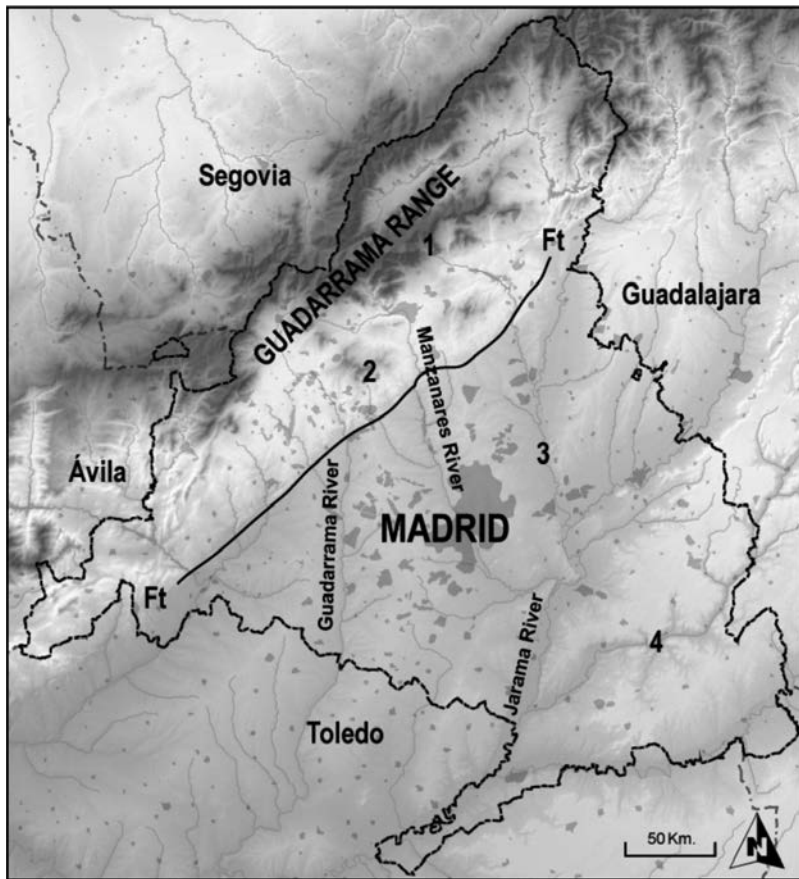 Segovia
GUADARRAMA RANGE
1
Ft
Guadalajara
2
Manzanares River
Ávila
3
Guadarrama River
MADRID
Ft
Jarama River
4
Toledo
50 Km.
N